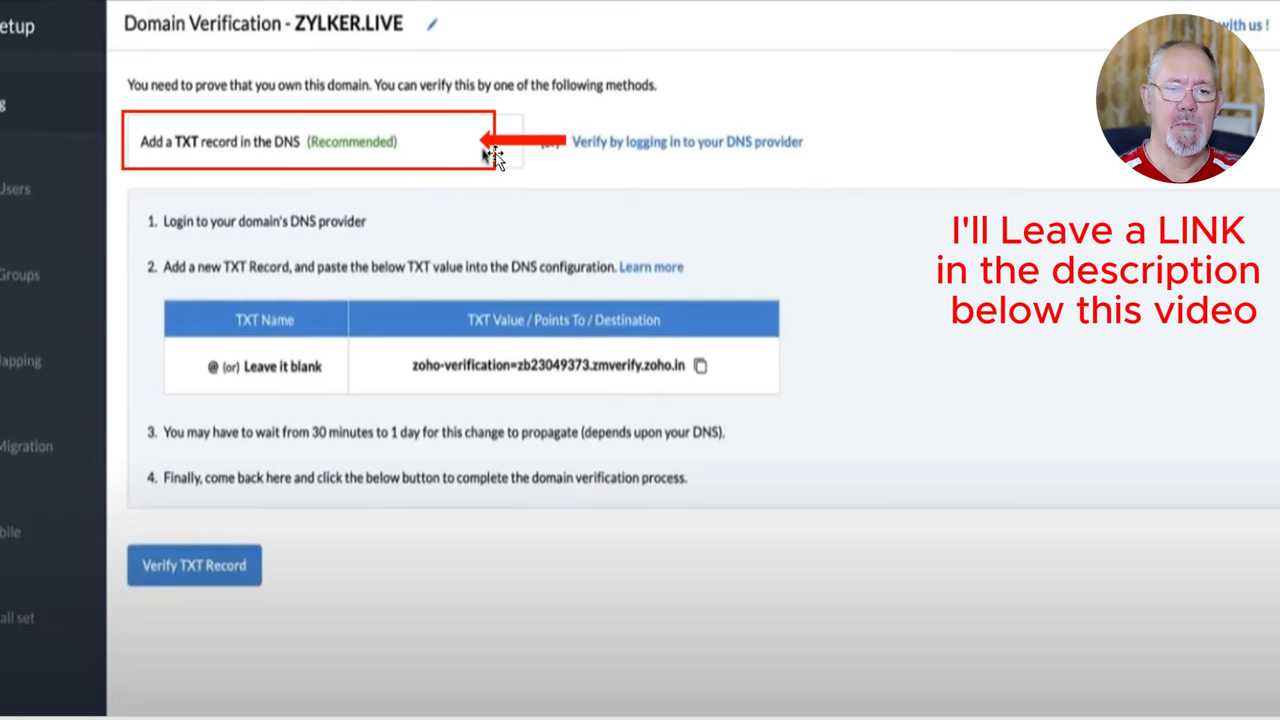 etup
Domain Verification - ZYLKER.LIVE
with us !
You need to prove that you own this domain. You can verify this by one of the following methods.
Add a TXT record in the DNS (Recommended)
(or) Verify by logging in to your DNS provider
1. Login to your domain's DNS provider
2. Add a new TXT Record, and paste the below TXT value into the DNS configuration. Learn more
TXT Name
TXT Value / Points To / Destination
@ (or) Leave it blank
zoho-verification=zb23049373.zmverify.zoho.in
3. You may have to wait from 30 minutes to 1 day for this change to propagate (depends upon your DNS).
4. Finally, come back here and click the below button to complete the domain verification process.
Verify TXT Record
g
Users
Groups
apping
Migration
bile
all set
I'll Leave a LINK
in the description
below this video